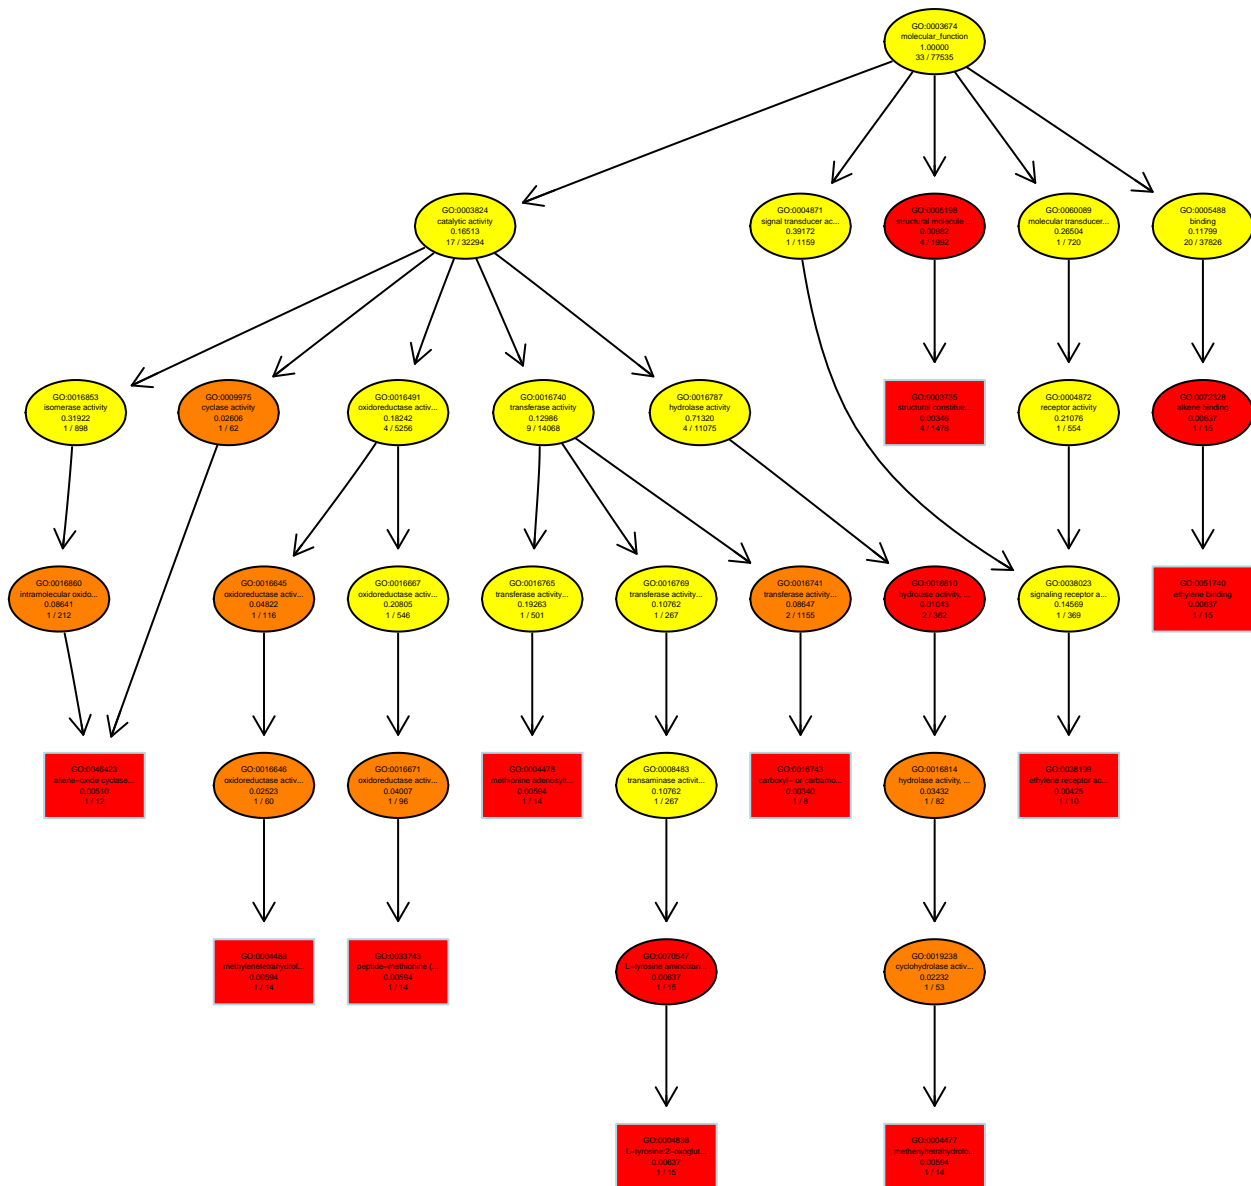 GO:0003674
molecular_function
1.00000
33 / 77535
GO:0003824
catalytic activity
0.16513
17 / 32294
GO:0004871
signal transducer ac...
0.39172
1 / 1159
GO:0005198
structural molecule ...
0.00982
4 / 1992
GO:0060089
molecular transducer...
0.26504
1 / 720
GO:0005488
binding
0.11799
20 / 37826
GO:0016853
isomerase activity
0.31922
1 / 898
GO:0009975
cyclase activity
0.02606
1 / 62
GO:0016491
oxidoreductase activ...
0.18242
4 / 5256
GO:0016740
transferase activity
0.12986
9 / 14068
GO:0016787
hydrolase activity
0.71320
4 / 11075
GO:0003735
structural constitue...
0.00346
4 / 1476
GO:0004872
receptor activity
0.21076
1 / 554
GO:0072328
alkene binding
0.00637
1 / 15
GO:0016860
intramolecular oxido...
0.08641
1 / 212
GO:0016645
oxidoreductase activ...
0.04822
1 / 116
GO:0016667
oxidoreductase activ...
0.20805
1 / 546
GO:0016765
transferase activity...
0.19263
1 / 501
GO:0016769
transferase activity...
0.10762
1 / 267
GO:0016741
transferase activity...
0.08647
2 / 1155
GO:0016810
hydrolase activity, ...
0.01043
2 / 362
GO:0038023
signaling receptor a...
0.14569
1 / 369
GO:0051740
ethylene binding
0.00637
1 / 15
GO:0046423
allene−oxide cyclase...
0.00510
1 / 12
GO:0016646
oxidoreductase activ...
0.02523
1 / 60
GO:0016671
oxidoreductase activ...
0.04007
1 / 96
GO:0004478
methionine adenosylt...
0.00594
1 / 14
GO:0008483
transaminase activit...
0.10762
1 / 267
GO:0016743
carboxyl− or carbamo...
0.00340
1 / 8
GO:0016814
hydrolase activity, ...
0.03432
1 / 82
GO:0038199
ethylene receptor ac...
0.00425
1 / 10
GO:0004489
methylenetetrahydrof...
0.00594
1 / 14
GO:0033743
peptide−methionine (...
0.00594
1 / 14
GO:0070547
L−tyrosine aminotran...
0.00637
1 / 15
GO:0019238
cyclohydrolase activ...
0.02232
1 / 53
GO:0004838
L−tyrosine:2−oxoglut...
0.00637
1 / 15
GO:0004477
methenyltetrahydrofo...
0.00594
1 / 14